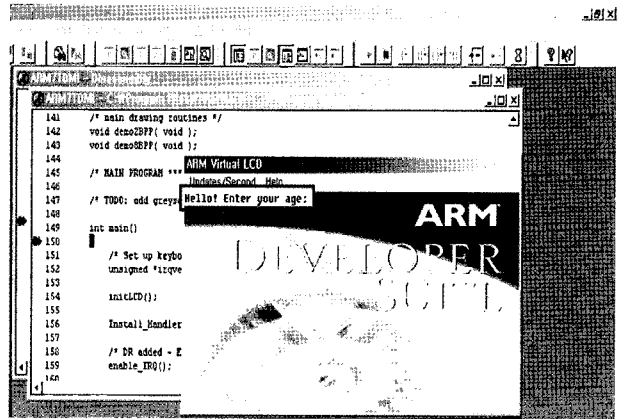 141 /* main drawing routines */
142 void demo2BPP( void );
143 void demo8BPP( void );
144
145 /* MAIN PROGRAM ***
146
147 /* TODO: add greys
148
149 int main()
150
151 /* Set up keybo
152 unsigned *irqve
153
154 initLCD();
155
156 Install_Handler
157
158 /* DR added - E
159 enable_IRQ();
160
ARM Virtual LCD
Updates/Second Help
Hello! Enter your age:
ARM
DEVELOPER
SUITE